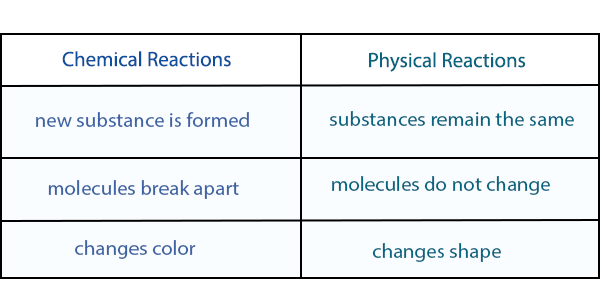 Chemical Reactions
Physical Reactions
new substance is formed
substances remain the same
molecules break apart
molecules do not change
changes color
changes shape